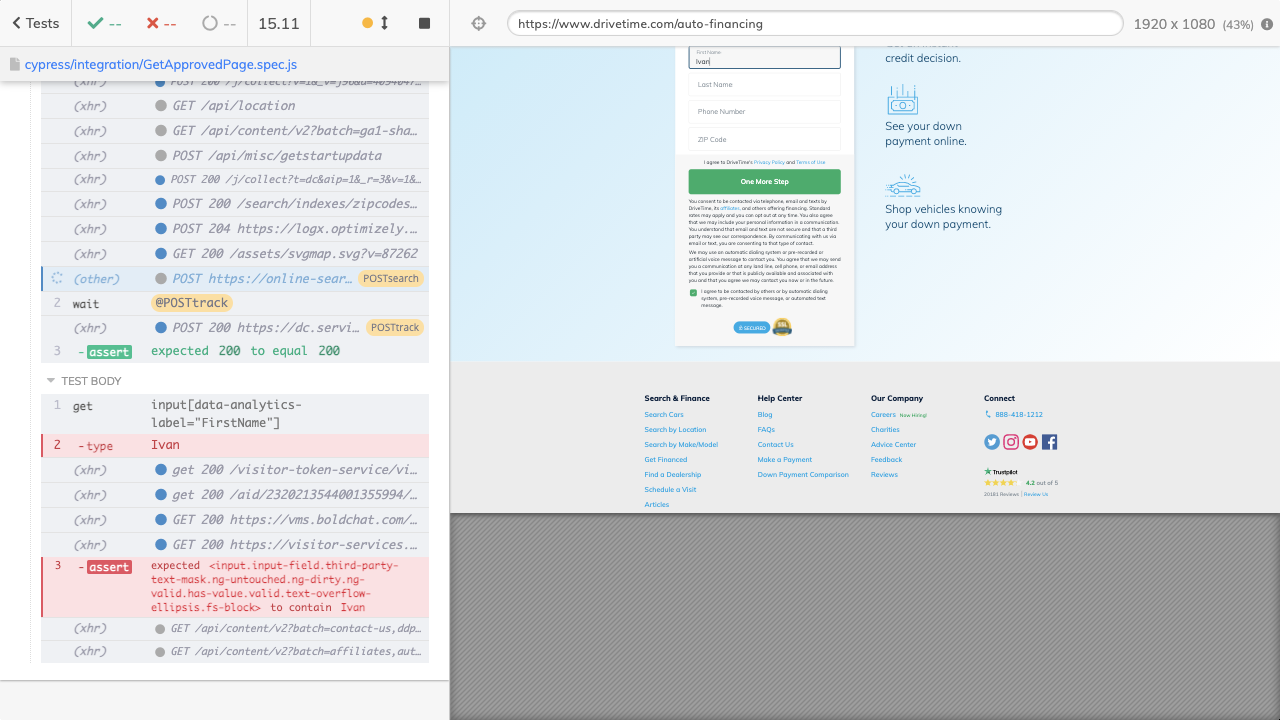 Tests
--
--
--
15.11
https://www.drivetime.com/auto-financing
1920 x 1080 (43%)
cypress/integration/GetApprovedPage.spec.js
(xhr) GET /api/location
(xhr) GET /api/content/v2?batch=ga1-sha…
(xhr) POST /api/misc/getstartupdata
(xhr) POST 200 /j/collect?t=dc&aip=1&_r=3&v=1&…
(xhr) POST 200 /search/indexes/zipcodes…
(xhr) POST 204 https://logx.optimizely.…
(xhr) GET 200 /assets/svgmap.svg?v=87262
(xhr) POSTsearch
2 wait @POSTtrack
(xhr) POST 200 https://dc.servi… POSTtrack
3 - assert expected 200 to equal 200
TEST BODY
1 get input[data-analytics-
label="FirstName"]
2 - type Ivan
(xhr) get 200 /visitor-token-service/vi…
(xhr) get 200 /aid/2330213544001355994/…
(xhr) GET 200 https://vms.boldchat.com/…
(xhr) GET 200 https://visitor-services.…
3 - assert expected <input.input-field.third-party-
text-mask.ng-untouched.ng-dirty.ng-
valid.has-value.valid.text-overflow-
ellipsis.fs-block> to contain Ivan
(xhr) GET /api/content/v2?batch=contact-us,ddp…
(xhr) GET /api/content/v2?batch=affiliates,aut…
First Name
Ivan
Last Name
Phone Number
ZIP Code
I agree to DriveTime's Privacy Policy and Terms of Use
One More Step
You consent to be contacted via telephone, email and texts by
DriveTime, its affiliates, and others offering financing. Standard
rates may apply and you can opt out at any time. You also agree
that we may include your personal information in a communication.
You understand that email and text are not secure and that a third
party may see our correspondence. By communicating with us via
email or text, you are consenting to that type of contact.
We may use an automatic dialing system or pre-recorded or
artificial voice message to contact you. You agree that we may send
you a communication at any land line, cell phone, or email address
that you provide or that is publicly available and associated with
you and that you agree we may contact you now or in the future.
I agree to be contacted by others or by automatic dialing
system, pre-recorded voice message, or automated text
message.
SECURED
credit decision.
See your down
payment online.
Shop vehicles knowing
your down payment.
Search & Finance
Search Cars
Search by Location
Search by Make/Model
Get Financed
Find a Dealership
Schedule a Visit
Articles
Help Center
Blog
FAQs
Contact Us
Make a Payment
Down Payment Comparison
Our Company
Careers Now Hiring!
Charities
Advice Center
Feedback
Reviews
Connect
888-418-1212
Trustpilot
4.2 out of 5
20181 Reviews | Review Us